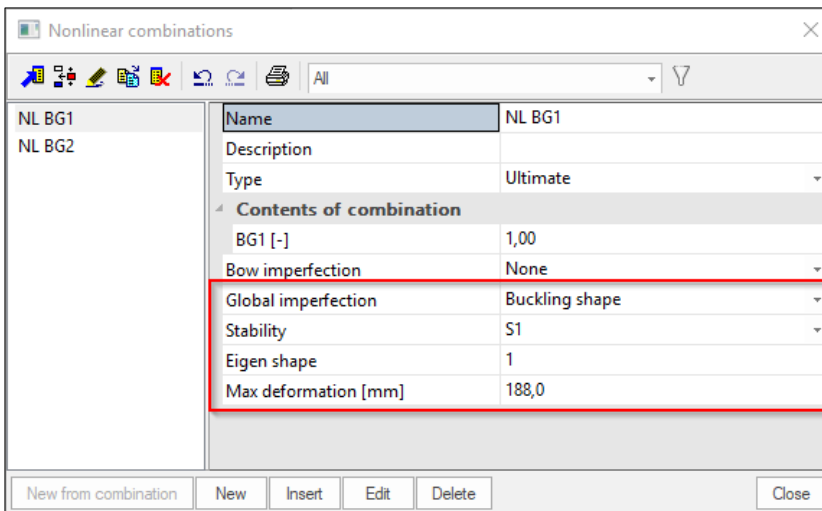 Nonlinear combinations
All
NL BG1
NL BG2
Name NL BG1
Description
Type Ultimate
Contents of combination
BG1 [-] 1,00
Bow imperfection None
Global imperfection Buckling shape
Stability S1
Eigen shape 1
Max deformation [mm] 188,0
New from combination New Insert Edit Delete Close